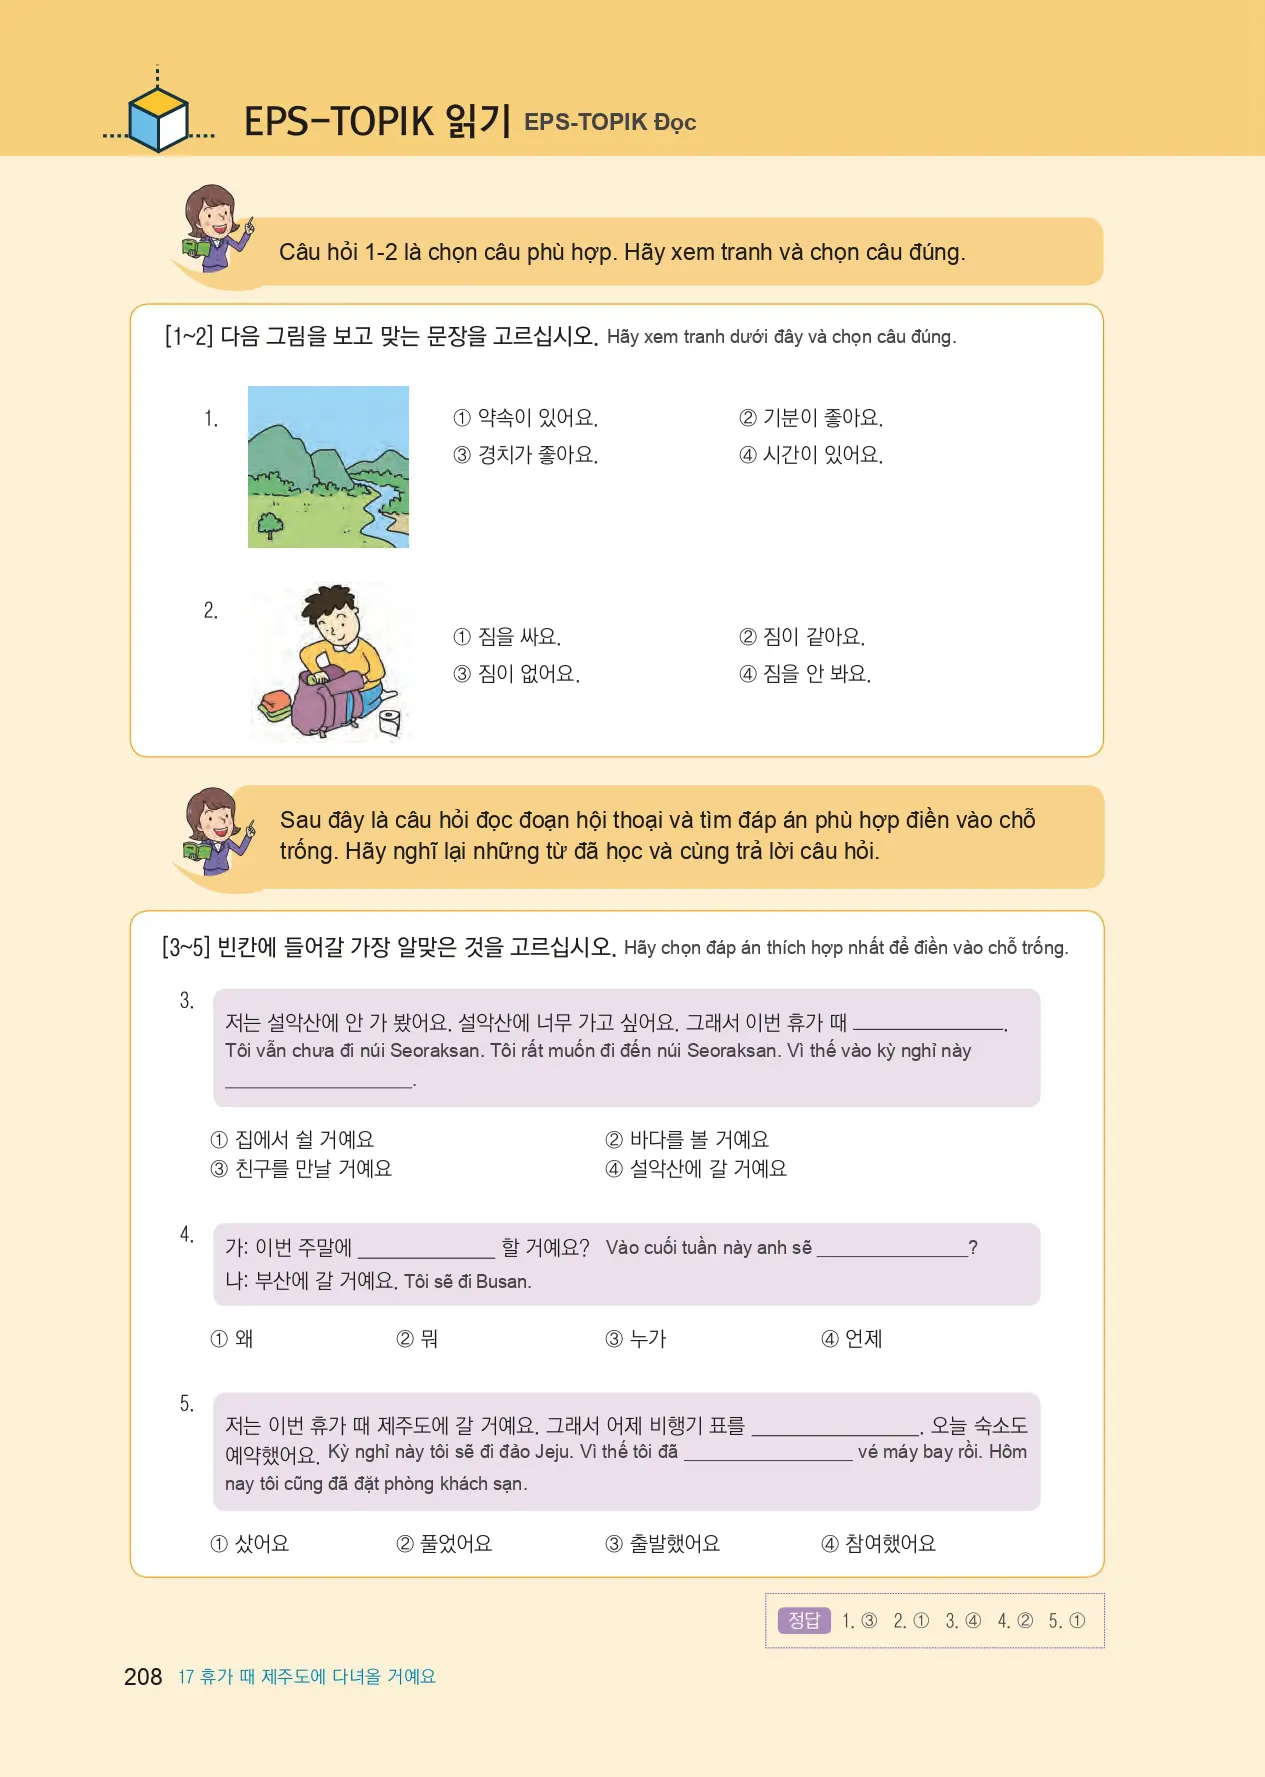 EPS-TOPIK 읽기 EPS-TOPIK Đọc
Câu hỏi 1-2 là chọn câu phù hợp. Hãy xem tranh và chọn câu đúng.
[1~2] 다음 그림을 보고 맞는 문장을 고르십시오. Hãy xem tranh dưới đây và chọn câu đúng.
1.
① 약속이 있어요. ② 기분이 좋아요.
③ 경치가 좋아요. ④ 시간이 있어요.
2.
① 짐을 싸요. ② 짐이 같아요.
③ 짐이 없어요. ④ 짐을 안 봐요.
Sau đây là câu hỏi đọc đoạn hội thoại và tìm đáp án phù hợp điền vào chỗ
trống. Hãy nghĩ lại những từ đã học và cùng trả lời câu hỏi.
[3~5] 빈칸에 들어갈 가장 알맞은 것을 고르십시오. Hãy chọn đáp án thích hợp nhất để điền vào chỗ trống.
3.
저는 설악산에 안 가 봤어요. 설악산에 너무 가고 싶어요. 그래서 이번 휴가 때 _______________.
Tôi vẫn chưa đi núi Seoraksan. Tôi rất muốn đi đến núi Seoraksan. Vì thế vào kỳ nghỉ này
___________________.
① 집에서 쉴 거예요 ② 바다를 볼 거예요
③ 친구를 만날 거예요 ④ 설악산에 갈 거예요
4.
가: 이번 주말에 ______________ 할 거예요? Vào cuối tuần này anh sẽ _______________?
나: 부산에 갈 거예요. Tôi sẽ đi Busan.
① 왜 ② 뭐 ③ 누가 ④ 언제
5.
저는 이번 휴가 때 제주도에 갈 거예요. 그래서 어제 비행기 표를 _________________. 오늘 숙소도
예약했어요. Kỳ nghỉ này tôi sẽ đi đảo Jeju. Vì thế tôi đã _________________ vé máy bay rồi. Hôm
nay tôi cũng đã đặt phòng khách sạn.
① 샀어요 ② 풀었어요 ③ 출발했어요 ④ 참여했어요
정답 1. ③ 2. ① 3. ④ 4. ② 5. ①
208 17 휴가 때 제주도에 다녀올 거예요